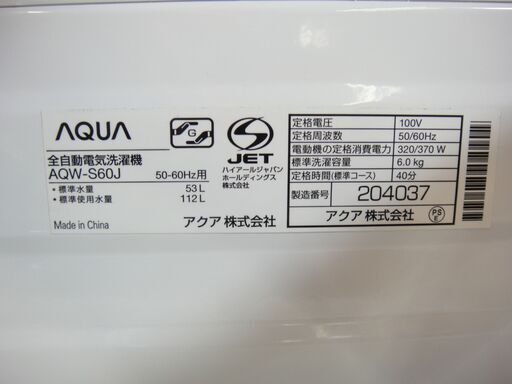 AQUA
G
S
JET
全自動電気洗濯機
AQW-S60J 50-60Hz用
・標準水量 53L
・標準使用水量 112L
Made in China
アクア株式会社
ハイアールジャパン
ホールディングス
株式会社
定格電圧 100V
定格周波数 50/60Hz
電動機の定格消費電力 320/370W
標準洗濯容量 6.0kg
定格時間(標準コース) 40分
製造番号 204037
アクア株式会社
PS
E